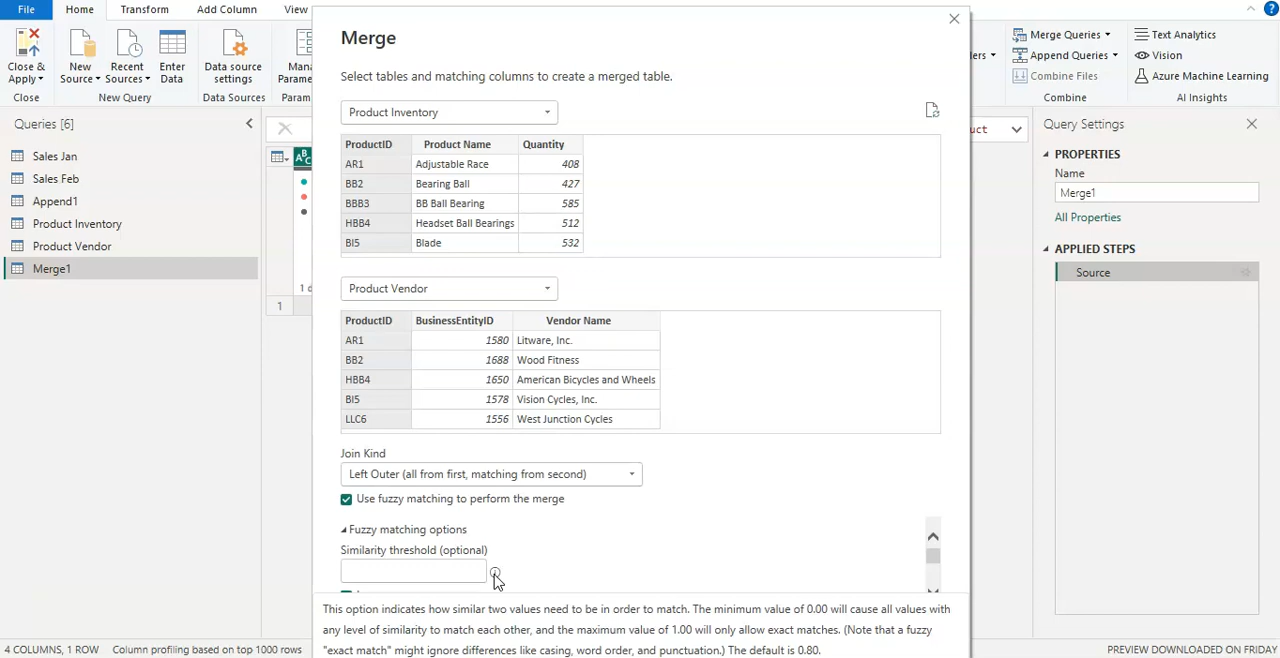 File Home Transform Add Column View
Close & Apply
New Source
Recent Sources
Enter Data
Data source settings
Mana Parame
Close New Query Data Sources Param
Merge Queries
Append Queries
Combine Files
Combine
Text Analytics
Vision
Azure Machine Learning
AI Insights
Queries [6]
Sales Jan
Sales Feb
Append1
Product Inventory
Product Vendor
Merge1
1
Merge
Select tables and matching columns to create a merged table.
Product Inventory
ProductID Product Name Quantity
AR1 Adjustable Race 408
BB2 Bearing Ball 427
BBB3 BB Ball Bearing 585
HBB4 Headset Ball Bearings 512
BI5 Blade 532
Product Vendor
ProductID BusinessEntityID Vendor Name
AR1 1580 Litware, Inc.
BB2 1688 Wood Fitness
HBB4 1650 American Bicycles and Wheels
BI5 1578 Vision Cycles, Inc.
LLC6 1556 West Junction Cycles
Join Kind
Left Outer (all from first, matching from second)
Use fuzzy matching to perform the merge
Fuzzy matching options
Similarity threshold (optional)
This option indicates how similar two values need to be in order to match. The minimum value of 0.00 will cause all values with
any level of similarity to match each other, and the maximum value of 1.00 will only allow exact matches. (Note that a fuzzy
"exact match" might ignore differences like casing, word order, and punctuation.) The default is 0.80.
Query Settings
PROPERTIES
Name
Merge1
All Properties
APPLIED STEPS
Source
4 COLUMNS, 1 ROW Column profiling based on top 1000 rows
PREVIEW DOWNLOADED ON FRIDAY